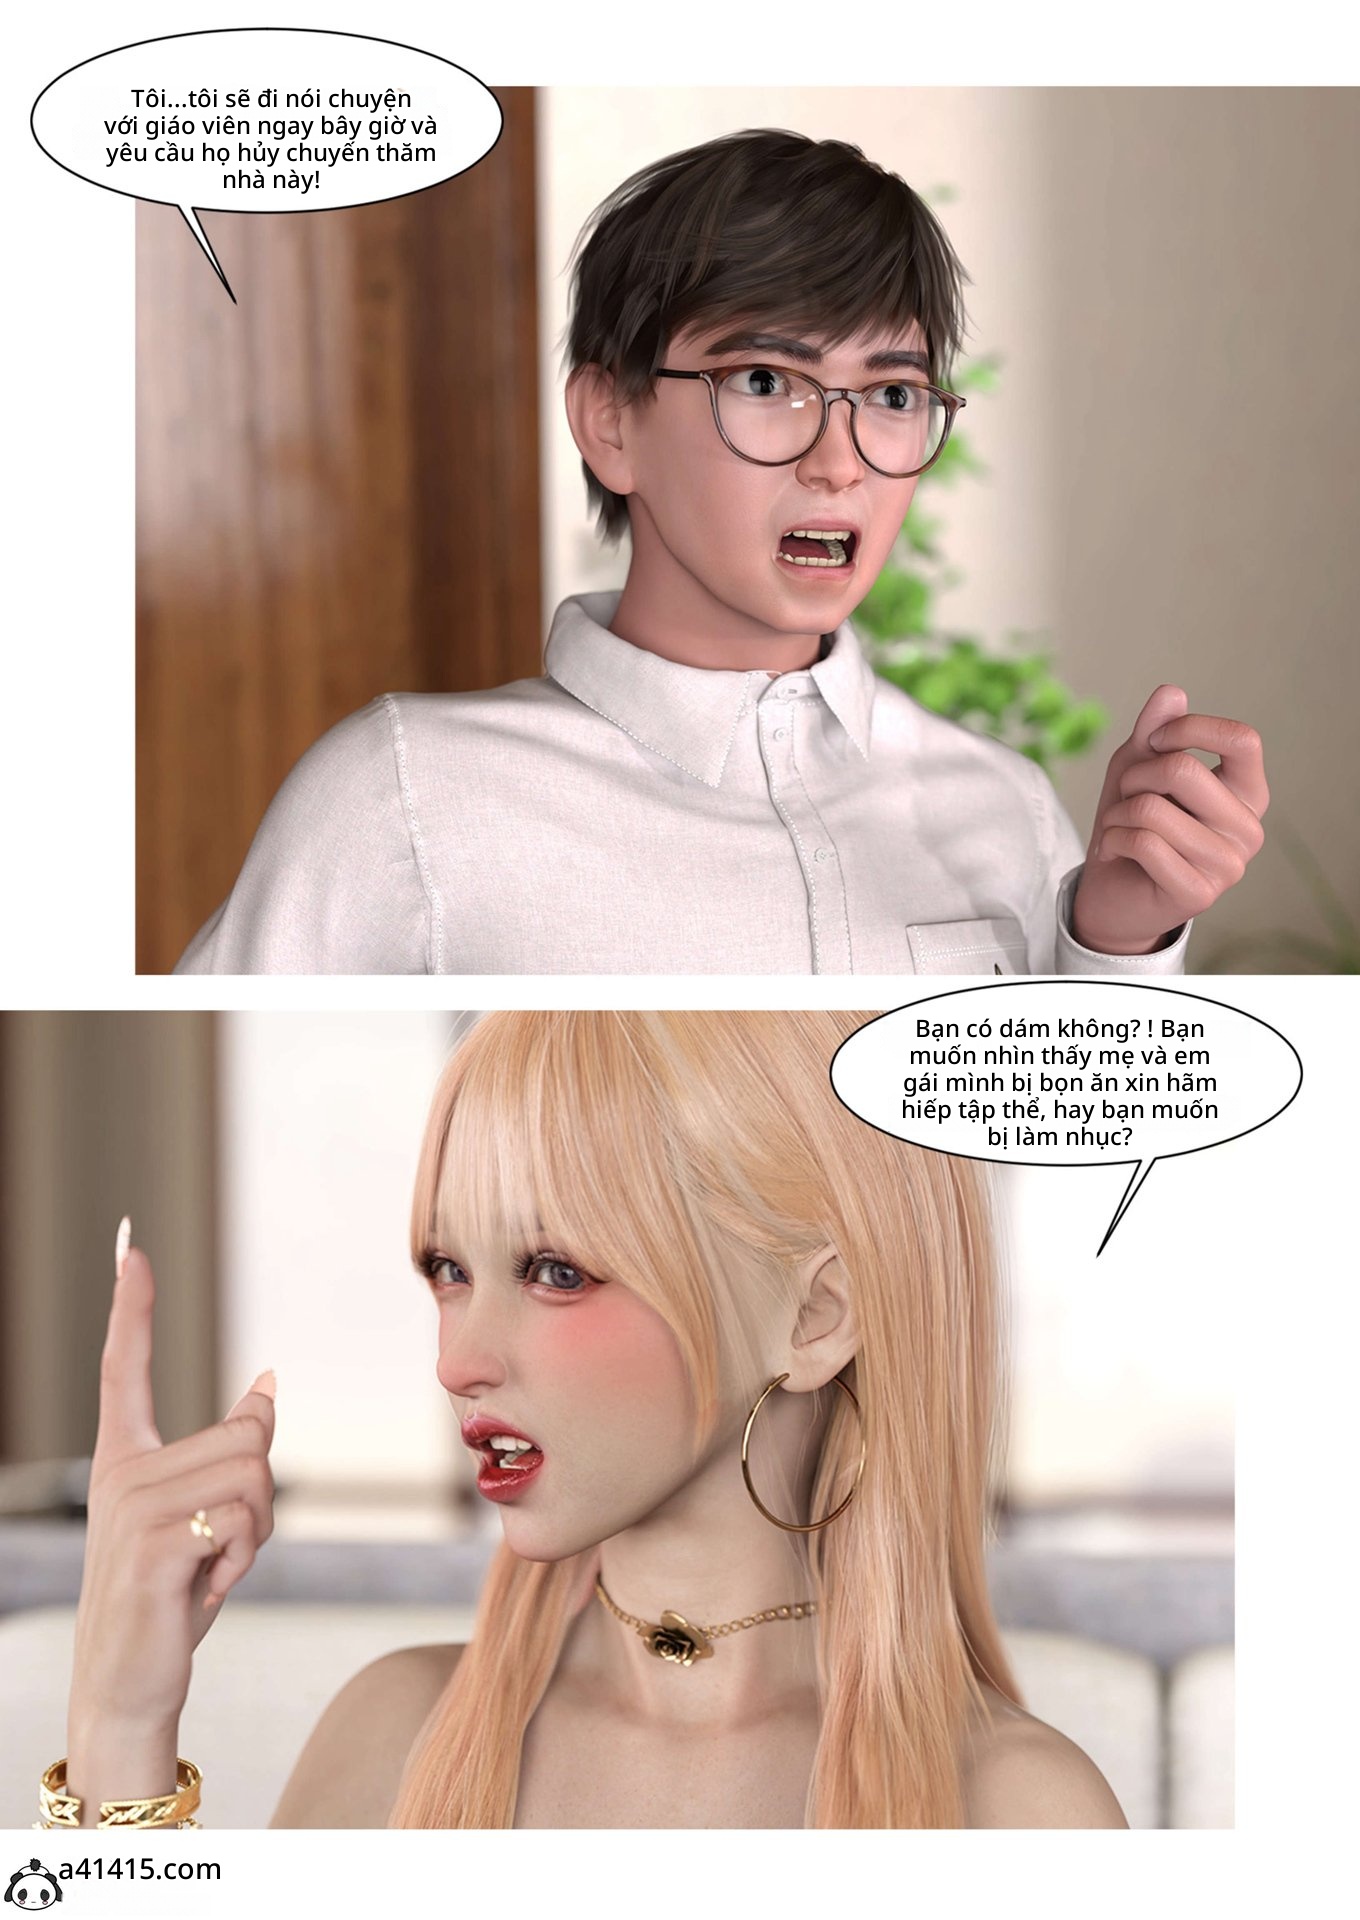 Tôi...tôi sẽ đi nói chuyện
với giáo viên ngay bây giờ và
yêu cầu họ hủy chuyến thăm
nhà này!
Bạn có dám không? ! Bạn
muốn nhìn thấy mẹ và em
gái mình bị bọn ăn xin hãm
hiếp tập thể, hay bạn muốn
bị làm nhục?
a41415.com